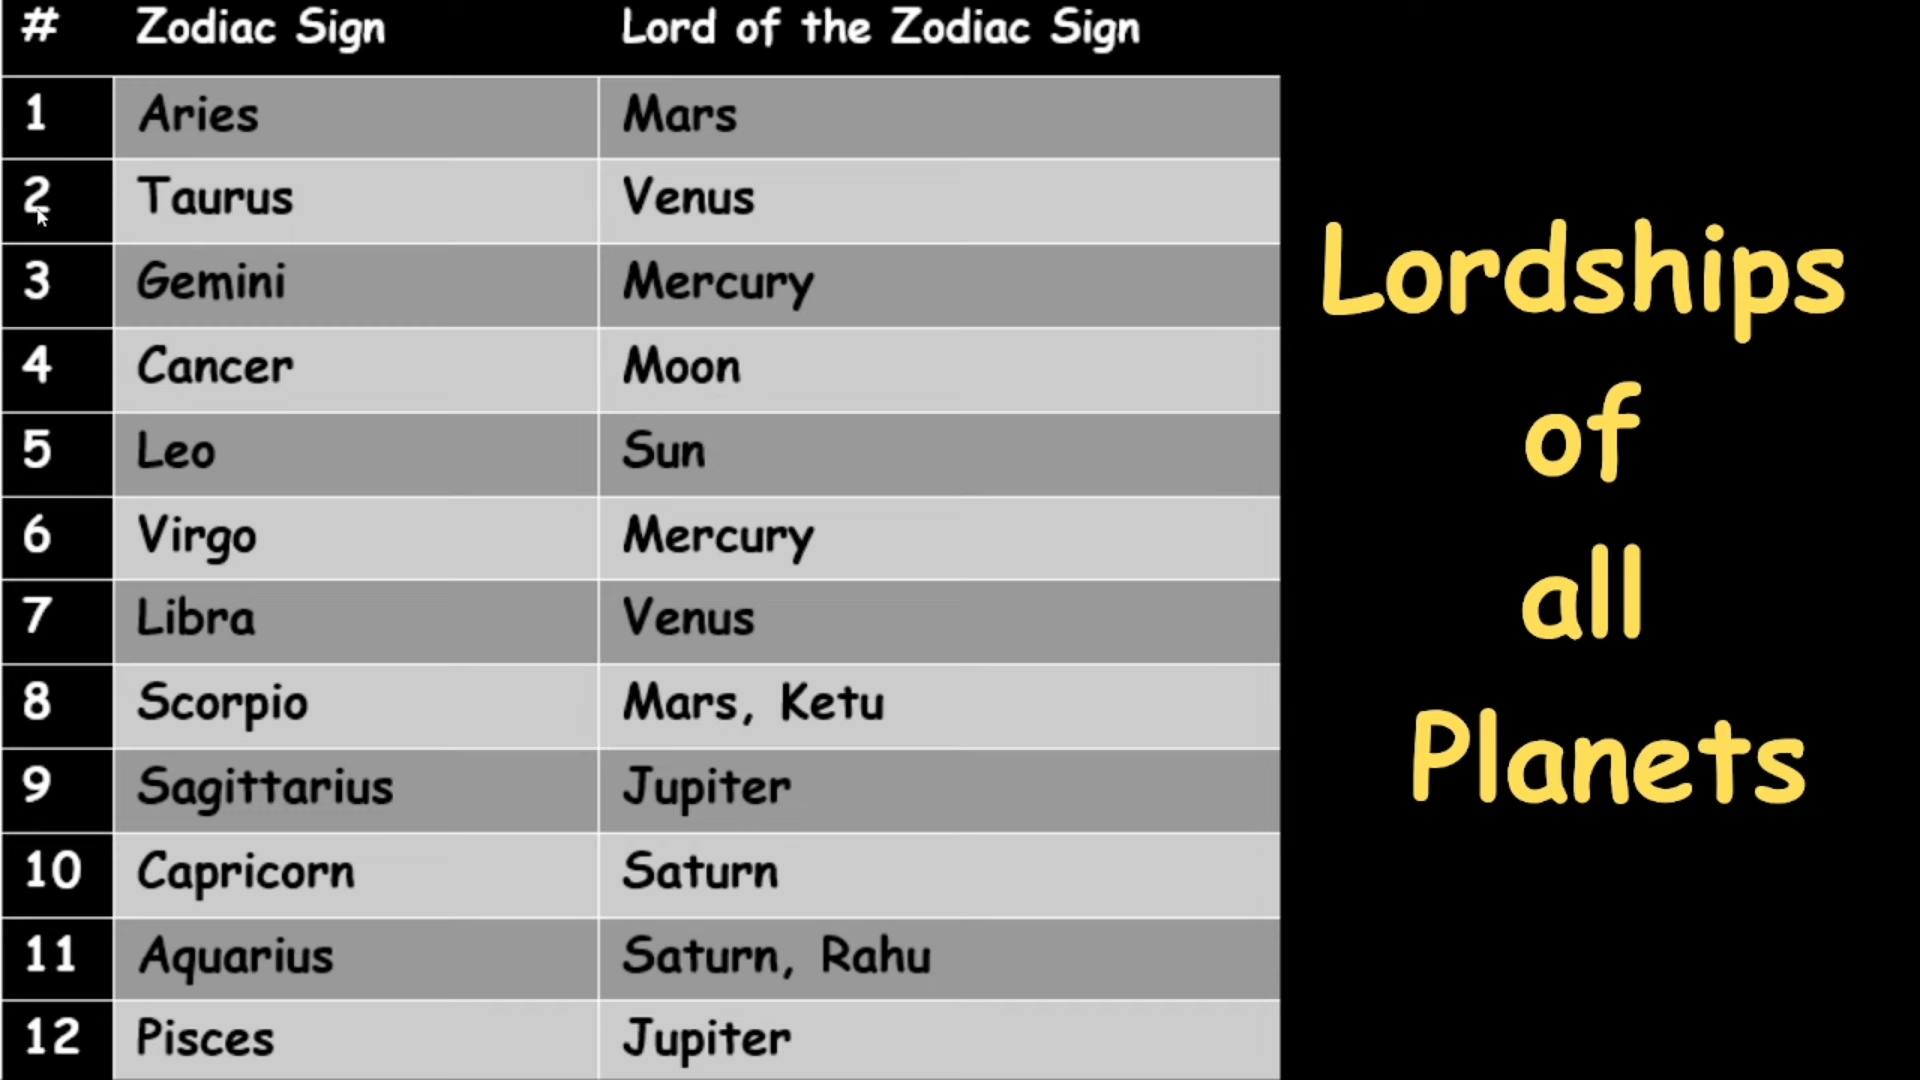 # Zodiac Sign Lord of the Zodiac Sign
1 Aries Mars
2 Taurus Venus
3 Gemini Mercury
4 Cancer Moon
5 Leo Sun
6 Virgo Mercury
7 Libra Venus
8 Scorpio Mars, Ketu
9 Sagittarius Jupiter
10 Capricorn Saturn
11 Aquarius Saturn, Rahu
12 Pisces Jupiter
Lordships
of
all
Planets